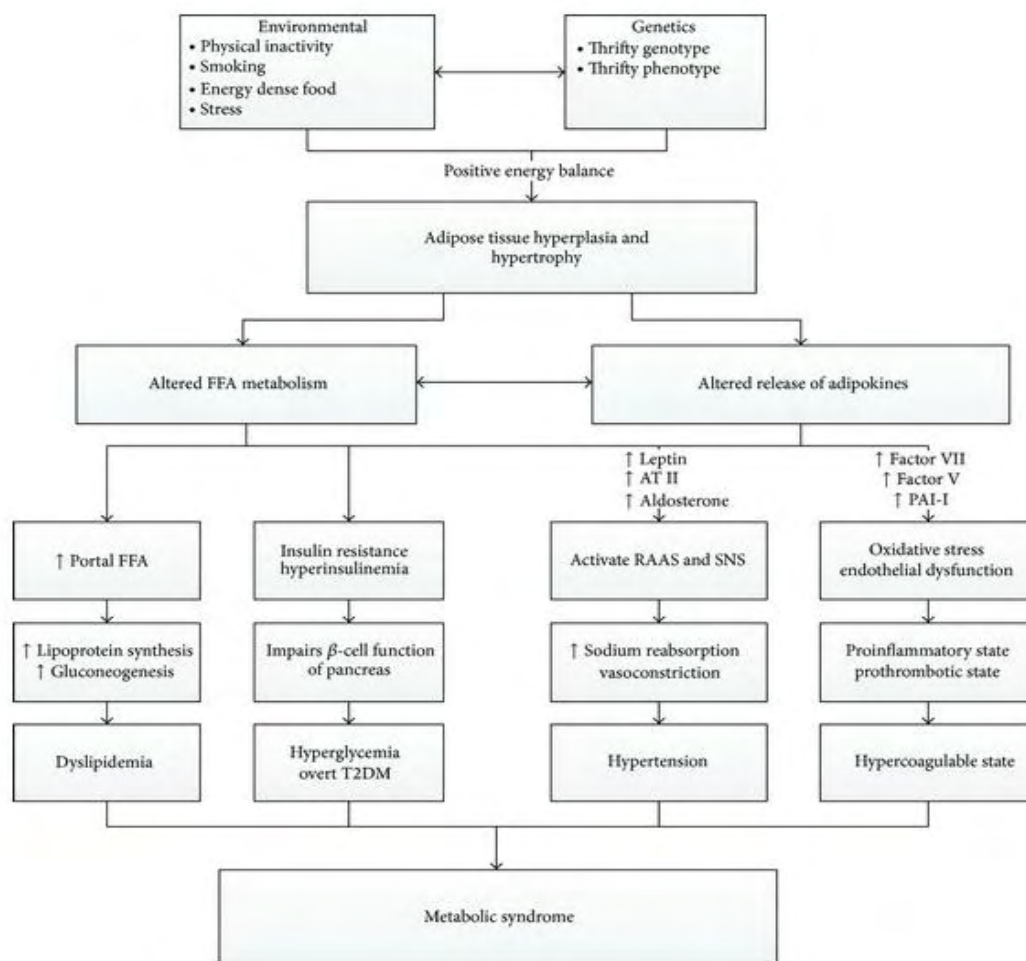 Environmental
• Physical inactivity
• Smoking
• Energy dense food
• Stress
Genetics
• Thrifty genotype
• Thrifty phenotype
Positive energy balance
Adipose tissue hyperplasia and
hypertrophy
Altered FFA metabolism
Altered release of adipokines
↑ Leptin
↑ AT II
↑ Aldosterone
↑ Factor VII
↑ Factor V
↑ PAI-I
↑ Portal FFA
Insulin resistance
hyperinsulinemia
Activate RAAS and SNS
Oxidative stress
endothelial dysfunction
↑ Lipoprotein synthesis
↑ Gluconeogenesis
Impairs β-cell function
of pancreas
↑ Sodium reabsorption
vasoconstriction
Proinflammatory state
prothrombotic state
Dyslipidemia
Hyperglycemia
overt T2DM
Hypertension
Hypercoagulable state
Metabolic syndrome